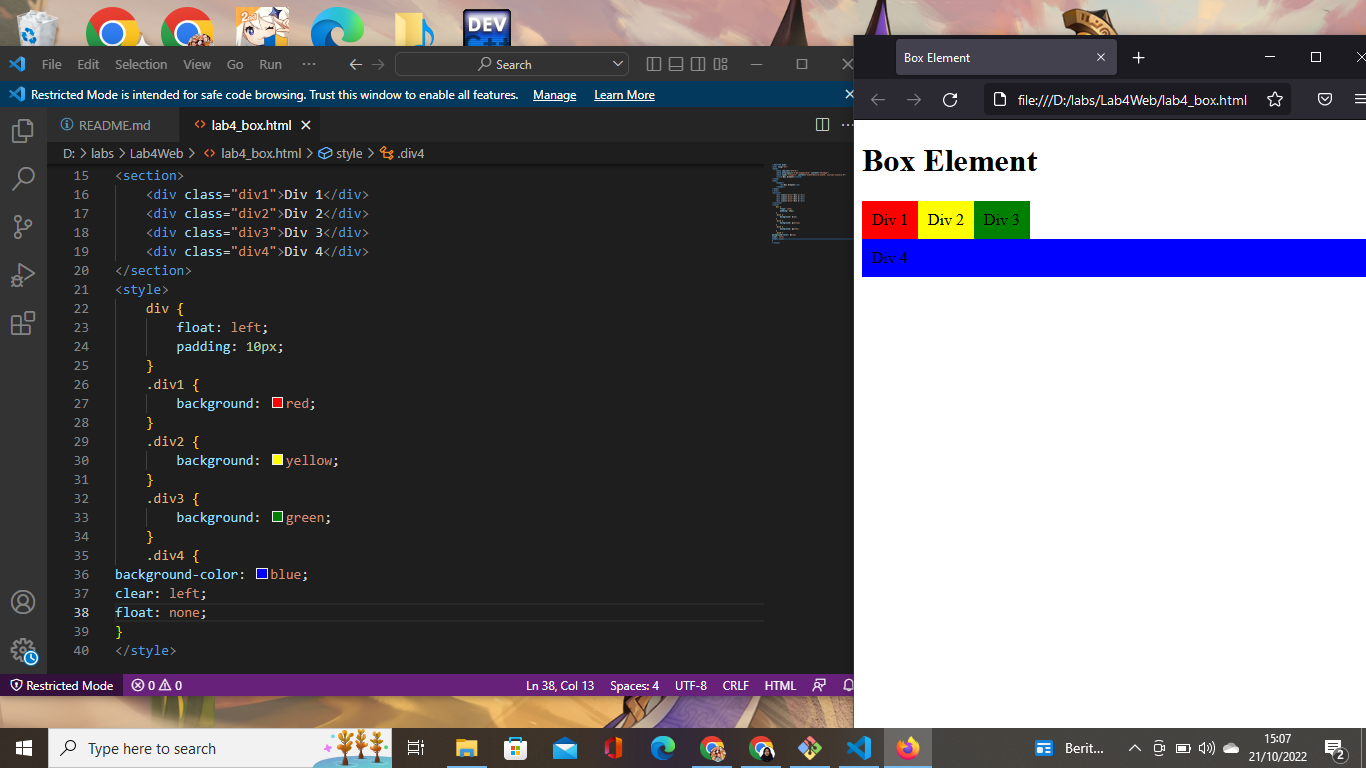 DEV
File Edit Selection View Go Run ··· Search
Restricted Mode is intended for safe code browsing. Trust this window to enable all features. Manage Learn More
README.md lab4_box.html
D: > labs > Lab4Web > lab4_box.html > style > .div4
15 <section>
16 <div class="div1">Div 1</div>
17 <div class="div2">Div 2</div>
18 <div class="div3">Div 3</div>
19 <div class="div4">Div 4</div>
20 </section>
21 <style>
22 div {
23 float: left;
24 padding: 10px;
25 }
26 .div1 {
27 background: red;
28 }
29 .div2 {
30 background: yellow;
31 }
32 .div3 {
33 background: green;
34 }
35 .div4 {
36 background-color: blue;
37 clear: left;
38 float: none;
39 }
40 </style>
Restricted Mode 0 0 Ln 38, Col 13 Spaces: 4 UTF-8 CRLF HTML
Box Element
file:///D:/labs/Lab4Web/lab4_box.html
Box Element
Div 1 Div 2 Div 3
Div 4
Type here to search
Berit...
15:07
21/10/2022
2